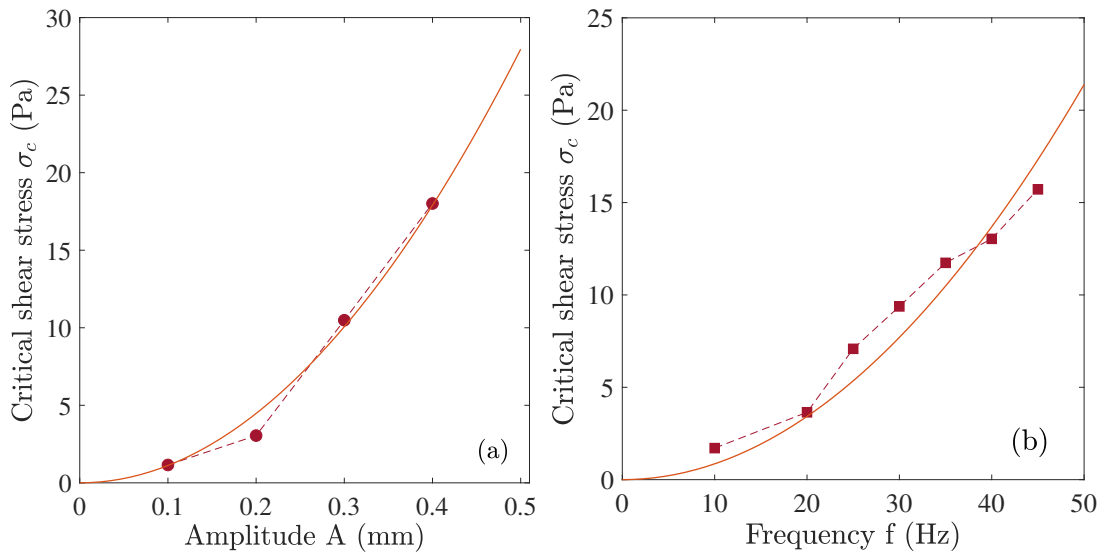 30
25
20
15
10
5
0
Critical shear stress σc (Pa)
(a)
0 0.1 0.2 0.3 0.4 0.5
Amplitude A (mm)
25
20
15
10
5
0
Critical shear stress σc (Pa)
(b)
0 10 20 30 40 50
Frequency f (Hz)